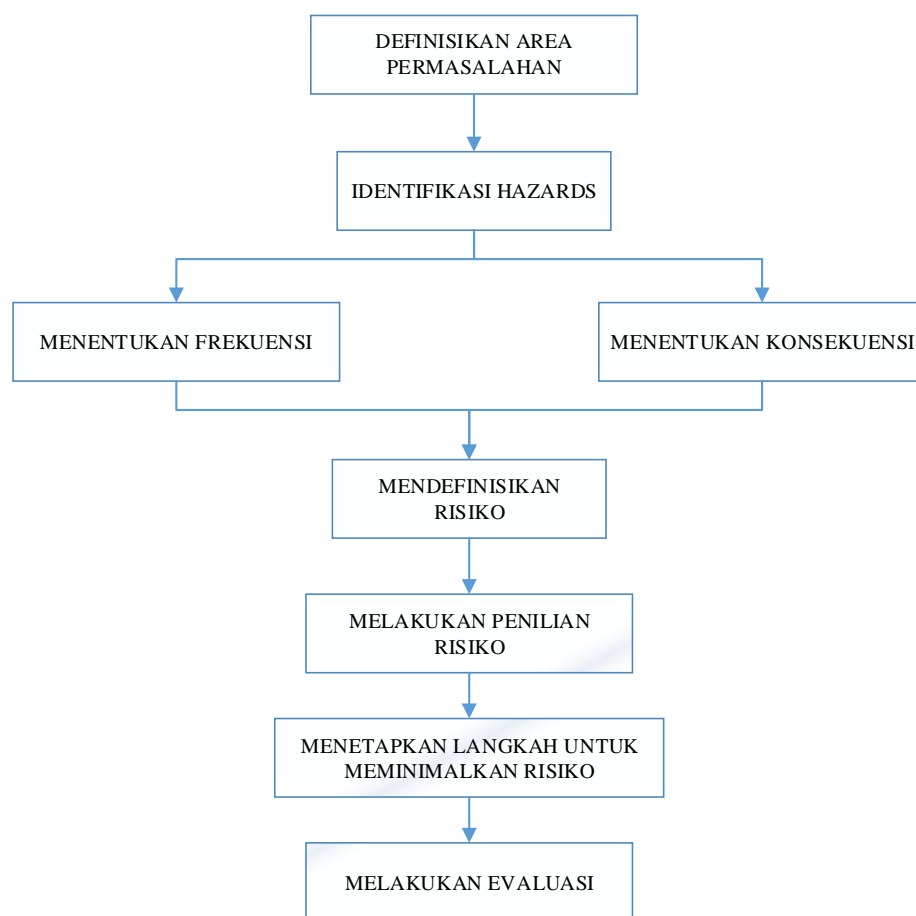 DEFINISIKAN AREA
PERMASALAHAN
IDENTIFIKASI HAZARDS
MENENTUKAN FREKUENSI
MENENTUKAN KONSEKUENSI
MENDEFINISIKAN
RISIKO
MELAKUKAN PENILIAN
RISIKO
MENETAPKAN LANGKAH UNTUK
MEMINIMALKAN RISIKO
MELAKUKAN EVALUASI